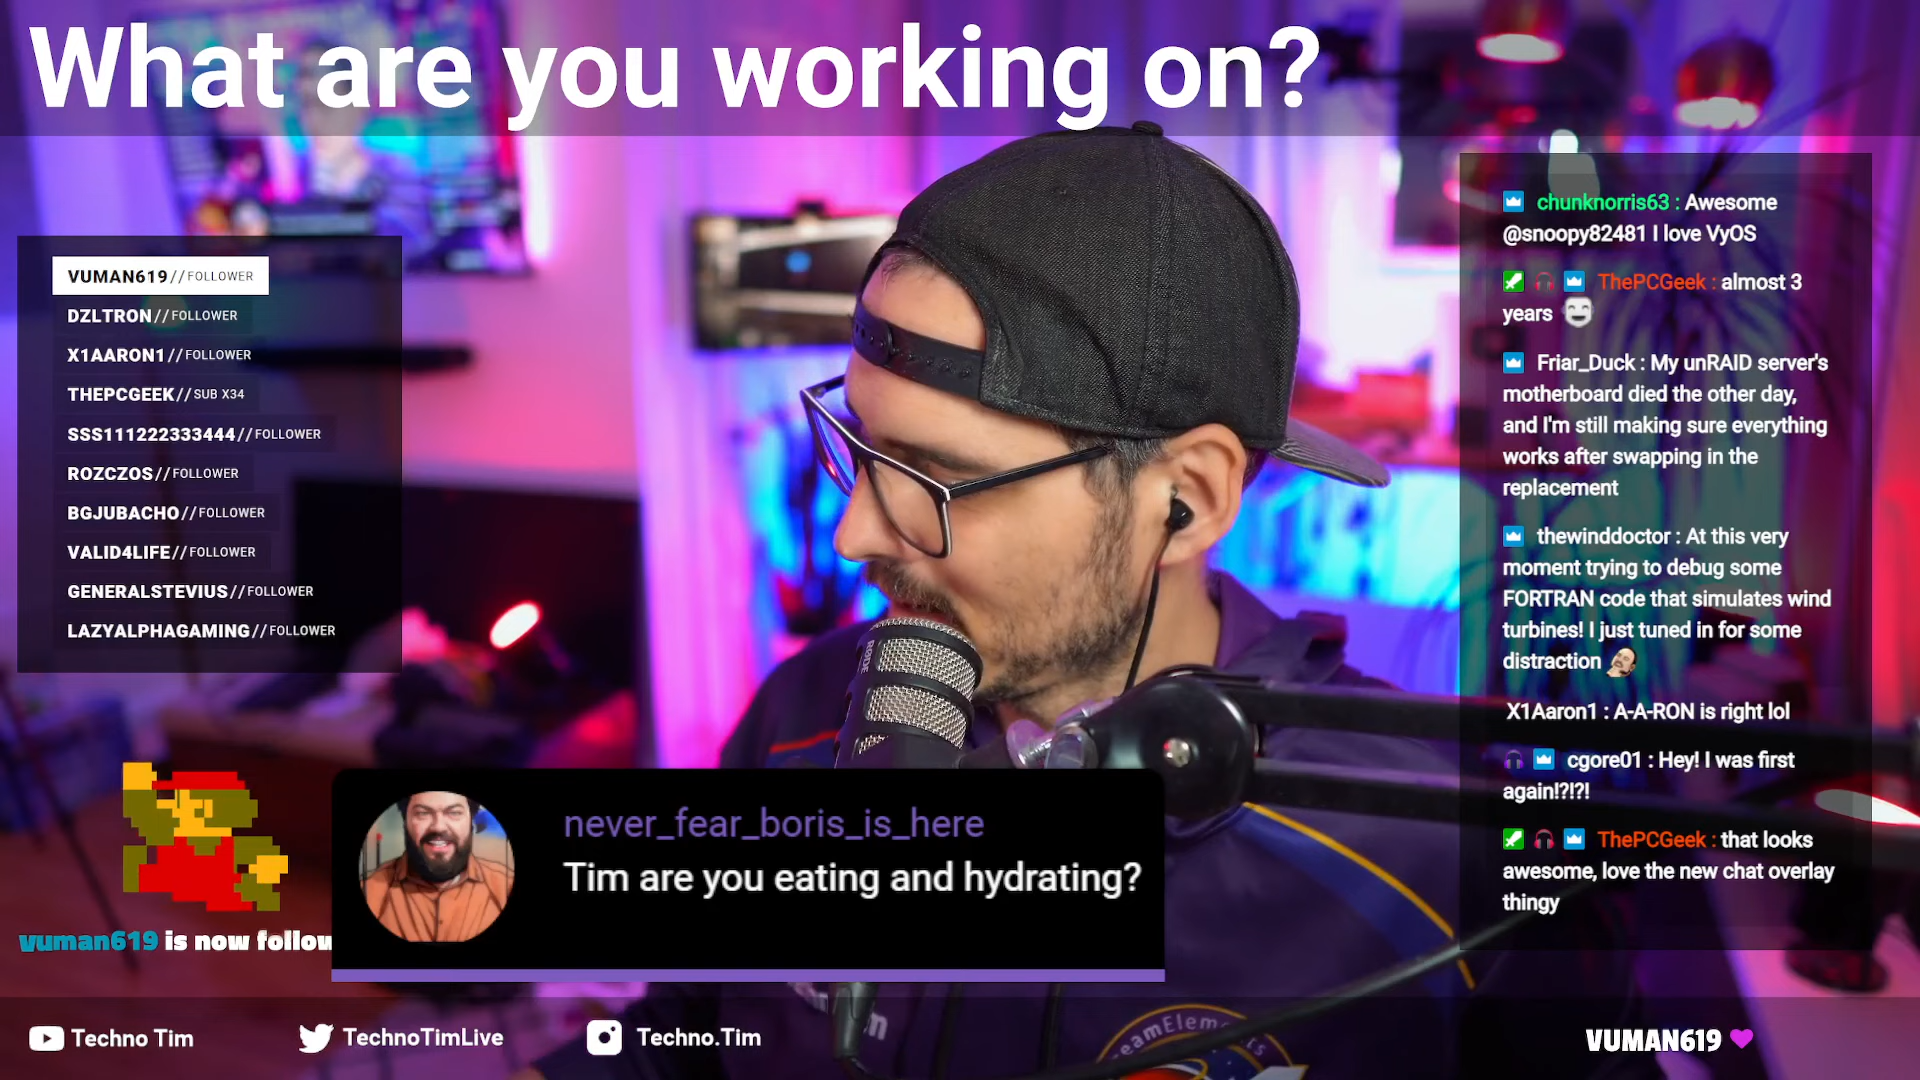 What are you working on?
VUMAN619//FOLLOWER
DZLTRON//FOLLOWER
X1AARON1//FOLLOWER
THEPCGEEK//SUB X34
SSS111222333444//FOLLOWER
ROZCZOS//FOLLOWER
BGJUBACHO//FOLLOWER
VALID4LIFE//FOLLOWER
GENERALSTEVIUS//FOLLOWER
LAZYALPHAGAMING//FOLLOWER
chunknorris63 : Awesome
@snoopy82481 I love VyOS
ThePCGeek : almost 3
years
Friar_Duck : My unRAID server's
motherboard died the other day,
and I'm still making sure everything
works after swapping in the
replacement
thewinddoctor : At this very
moment trying to debug some
FORTRAN code that simulates wind
turbines! I just tuned in for some
distraction
X1Aaron1 : A-A-RON is right lol
cgore01 : Hey! I was first
again!?!?!
ThePCGeek : that looks
awesome, love the new chat overlay
thingy
RODE
vuman619 is now follow
never_fear_boris_is_here
Tim are you eating and hydrating?
eamElements
Techno Tim
TechnoTimLive
Techno.Tim
VUMAN619